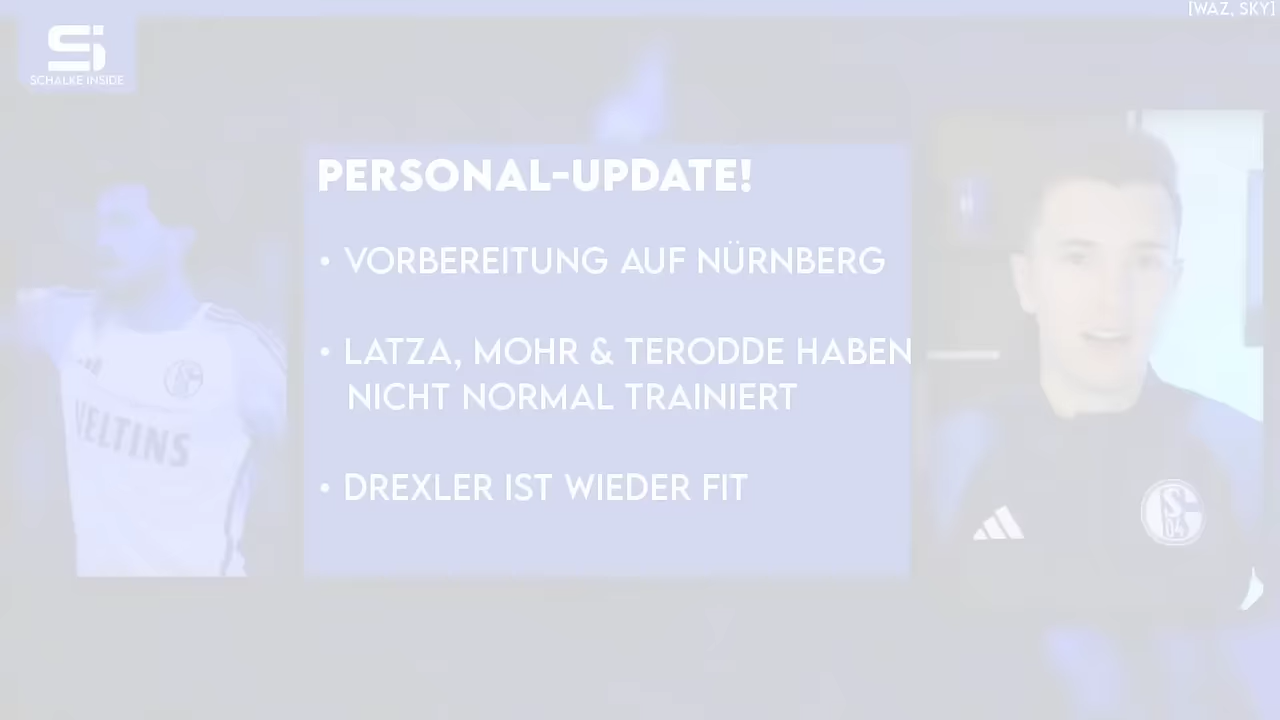 [WAZ, SKY]
SCHALKE INSIDE
PERSONAL-UPDATE!
• VORBEREITUNG AUF NÜRNBERG
• LATZA, MOHR & TERODDE HABEN
NICHT NORMAL TRAINIERT
• DREXLER IST WIEDER FIT
VELTINS
S
04